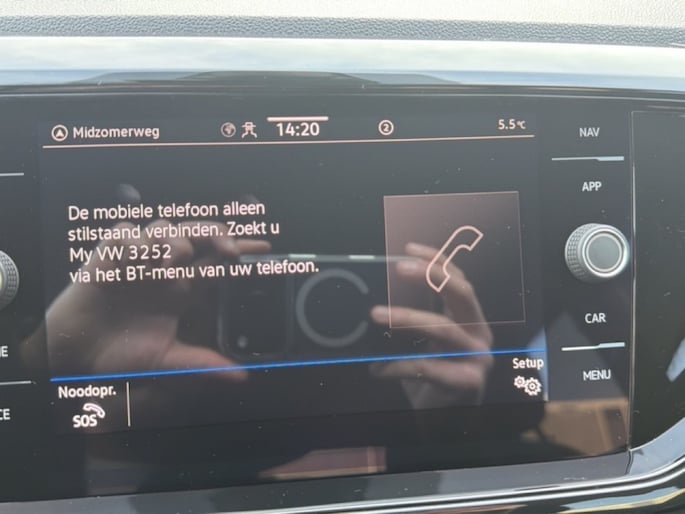 Midzomerweg 14:20 2 5.5°C
NAV
APP
De mobiele telefoon alleen
stilstaand verbinden. Zoekt u
My VW 3252
via het BT-menu van uw telefoon.
CAR
Setup
MENU
Noodopr.
SOS